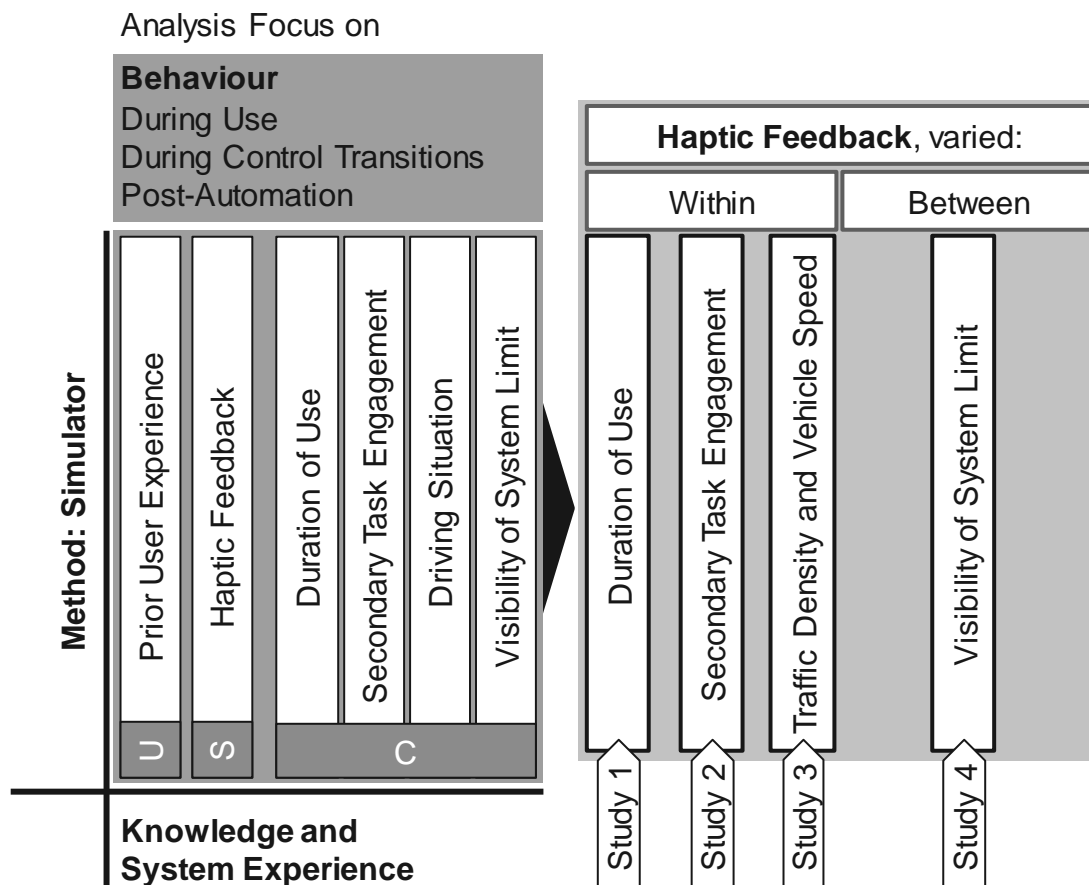 Analysis Focus on
Behaviour
During Use
During Control Transitions
Post-Automation
Method: Simulator
Prior User Experience
Haptic Feedback
Duration of Use
Secondary Task Engagement
Driving Situation
Visibility of System Limit
U
S
C
Knowledge and
System Experience
Haptic Feedback, varied:
Within
Between
Duration of Use
Secondary Task Engagement
Traffic Density and Vehicle Speed
Visibility of System Limit
Study 1
Study 2
Study 3
Study 4